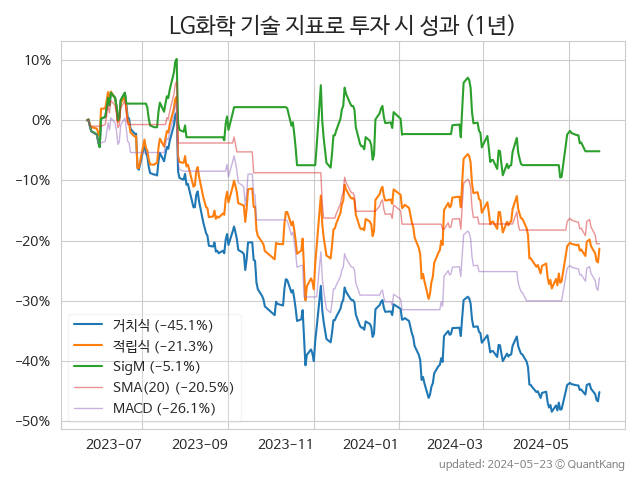 LG화학 기술 지표로 투자 시 성과 (1년)
10%
0%
−10%
−20%
−30%
−40%
−50%
거치식 (−45.1%)
적립식 (−21.3%)
SigM (−5.1%)
SMA(20) (−20.5%)
MACD (−26.1%)
2023-07
2023-09
2023-11
2024-01
2024-03
2024-05
updated: 2024-05-23 © QuantKang